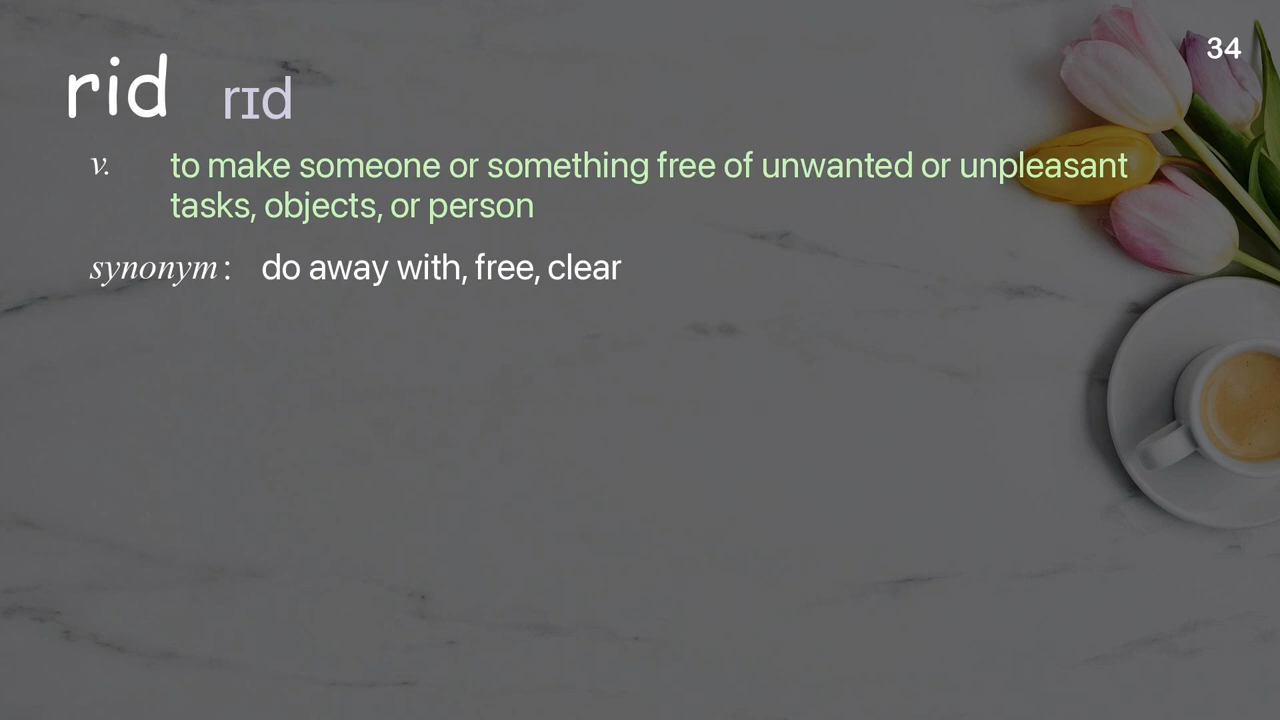 34
rid rɪd
v. to make someone or something free of unwanted or unpleasant
tasks, objects, or person
synonym: do away with, free, clear